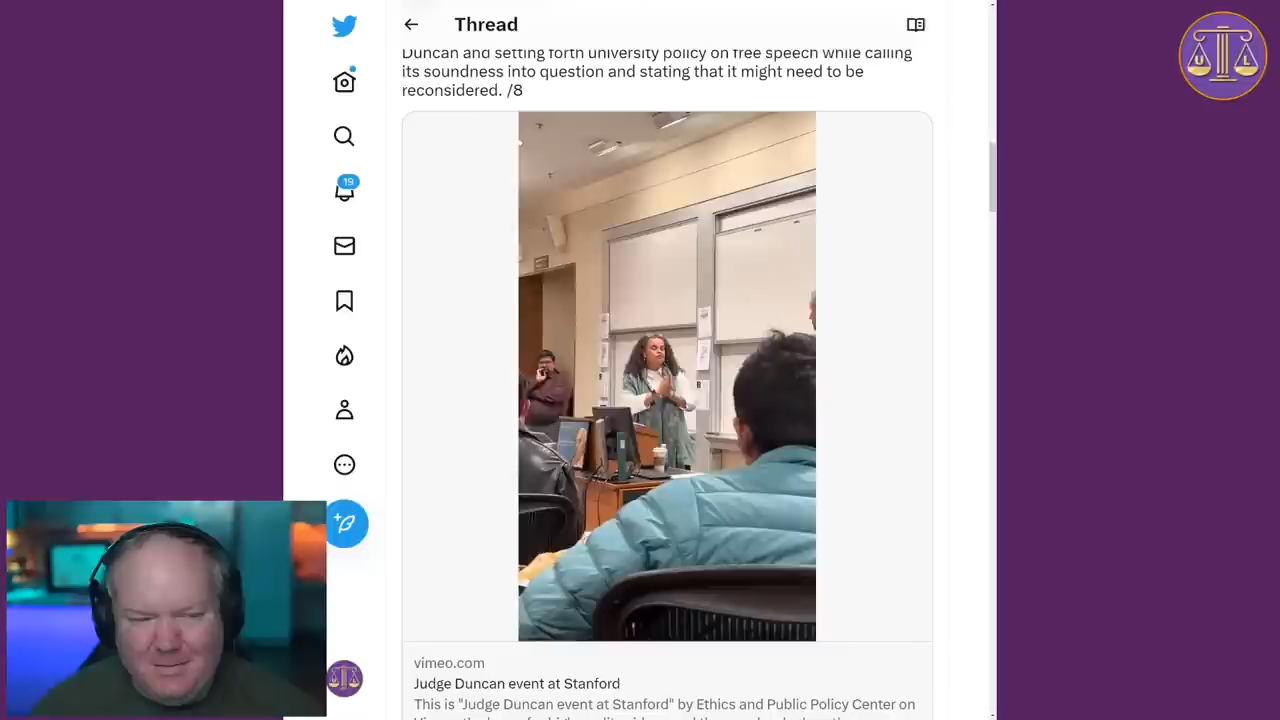 Thread
Duncan and setting forth university policy on free speech while calling
its soundness into question and stating that it might need to be
reconsidered. /8
19
vimeo.com
Judge Duncan event at Stanford
This is "Judge Duncan event at Stanford" by Ethics and Public Policy Center on
U L